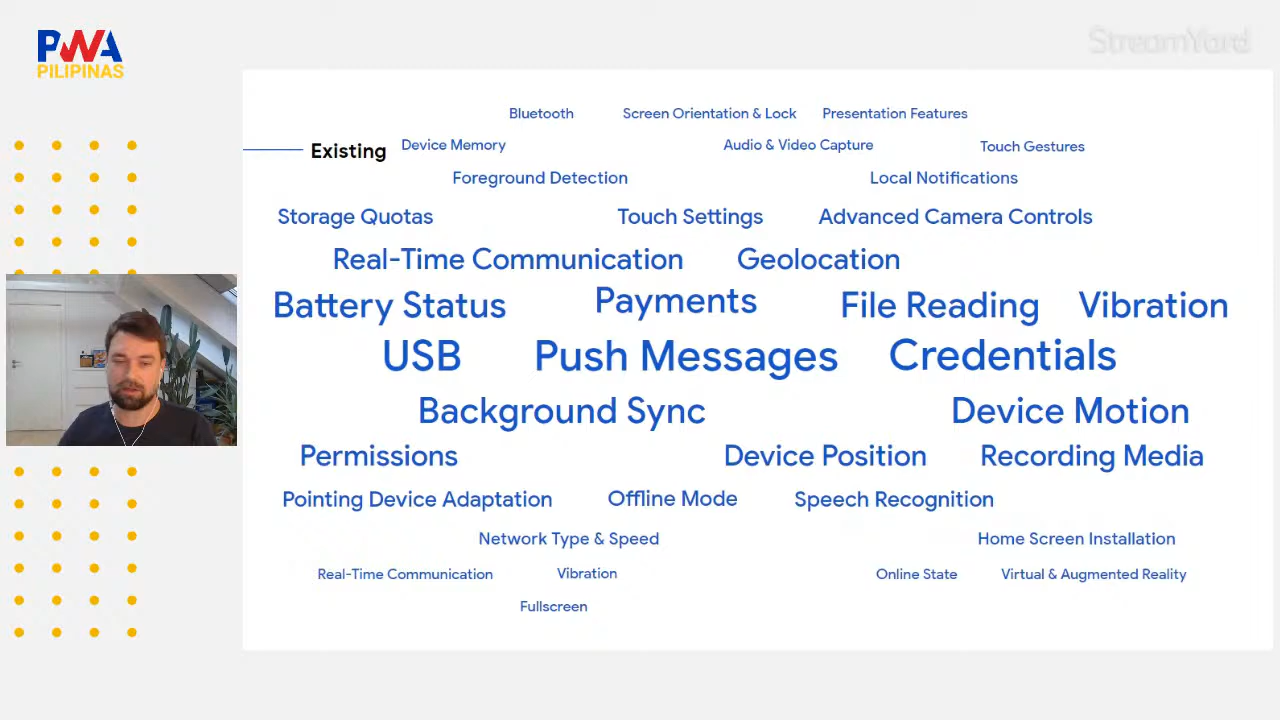 PWA
PILIPINAS
StreamYard
Bluetooth Screen Orientation & Lock Presentation Features
Existing Device Memory Audio & Video Capture Touch Gestures
Foreground Detection Local Notifications
Storage Quotas Touch Settings Advanced Camera Controls
Real-Time Communication Geolocation
Battery Status Payments File Reading Vibration
USB Push Messages Credentials
Background Sync Device Motion
Permissions Device Position Recording Media
Pointing Device Adaptation Offline Mode Speech Recognition
Network Type & Speed Home Screen Installation
Real-Time Communication Vibration Online State Virtual & Augmented Reality
Fullscreen